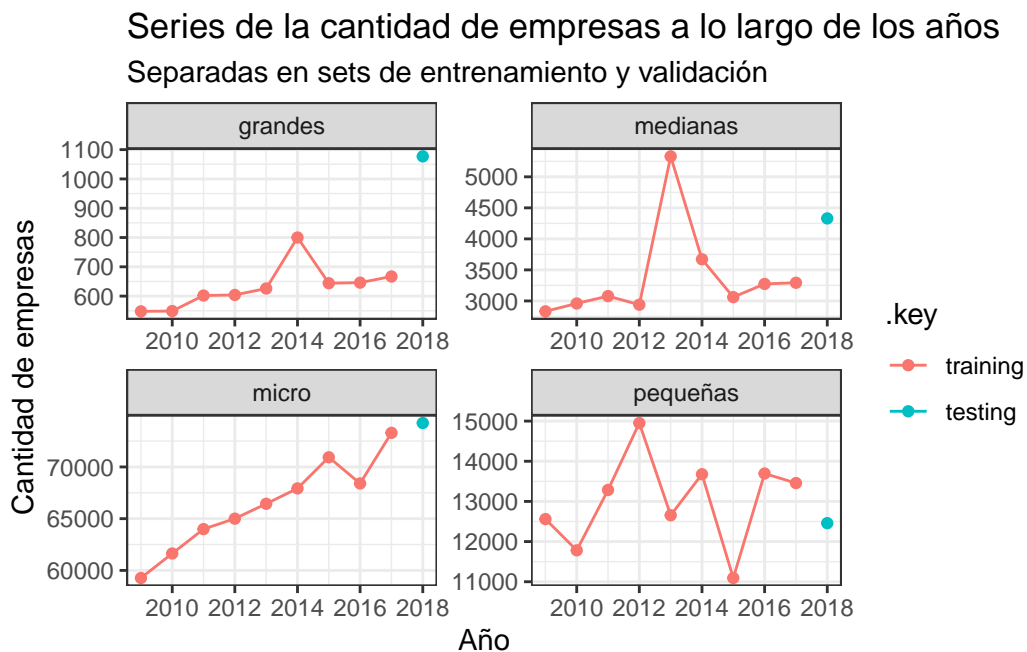 Series de la cantidad de empresas a lo largo de los años
Separadas en sets de entrenamiento y validación
grandes
1100
1000
900
800
700
600
2010 2012 2014 2016 2018
medianas
5000
4500
4000
3500
3000
2010 2012 2014 2016 2018
micro
70000
65000
60000
2010 2012 2014 2016 2018
pequeñas
15000
14000
13000
12000
11000
2010 2012 2014 2016 2018
Cantidad de empresas
Año
.key
training
testing